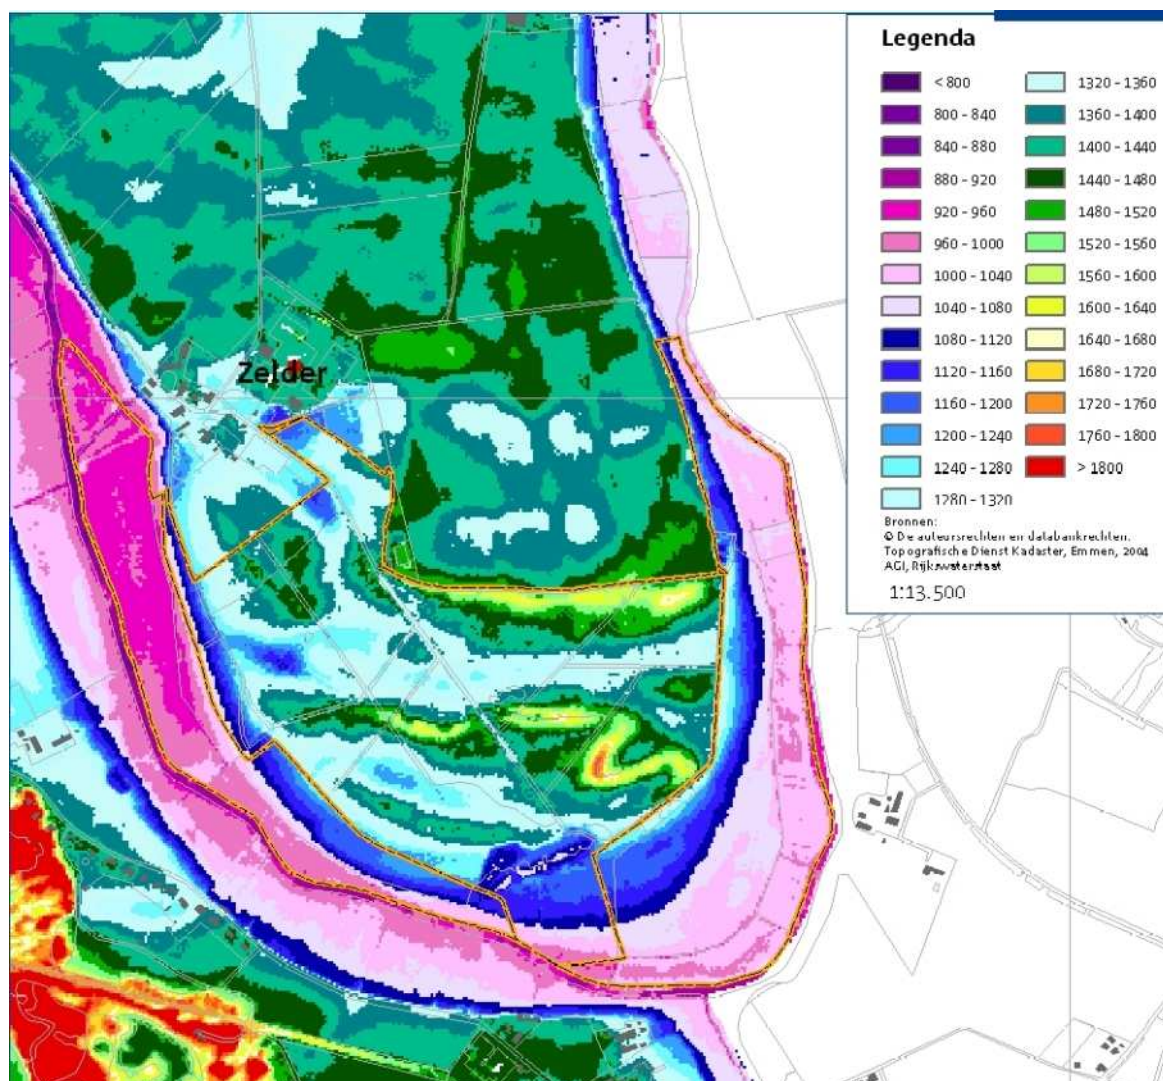 Zelder
Legenda
< 800
800 - 840
840 - 880
880 - 920
920 - 960
960 - 1000
1000 - 1040
1040 - 1080
1080 - 1120
1120 - 1160
1160 - 1200
1200 - 1240
1240 - 1280
1280 - 1320
1320 - 1360
1360 - 1400
1400 - 1440
1440 - 1480
1480 - 1520
1520 - 1560
1560 - 1600
1600 - 1640
1640 - 1680
1680 - 1720
1720 - 1760
1760 - 1800
> 1800
Bronnen:
© De auteursrechten en databankrechten.
Topografische Dienst Kadaster, Emmen, 2004
AGI, Rijkswaterstaat
1:13.500